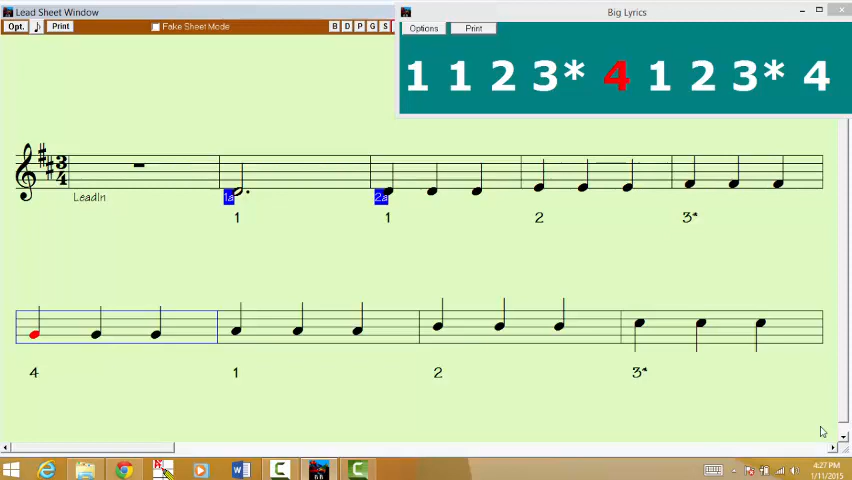 Lead Sheet Window
Big Lyrics
Opt. Print Fake Sheet Mode B D P G S
Options Print
1 1 2 3* 4 1 2 3* 4
3
4
LeadIn 1a 2a
1 1 2 3*
4 1 2 3*
4:27 PM
1/11/2015